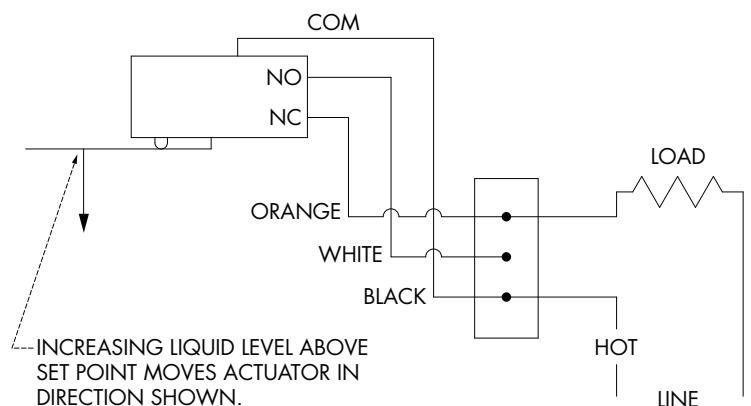 COM
NO
NC
LOAD
ORANGE
WHITE
BLACK
HOT
INCREASING LIQUID LEVEL ABOVE
SET POINT MOVES ACTUATOR IN
DIRECTION SHOWN.
LINE